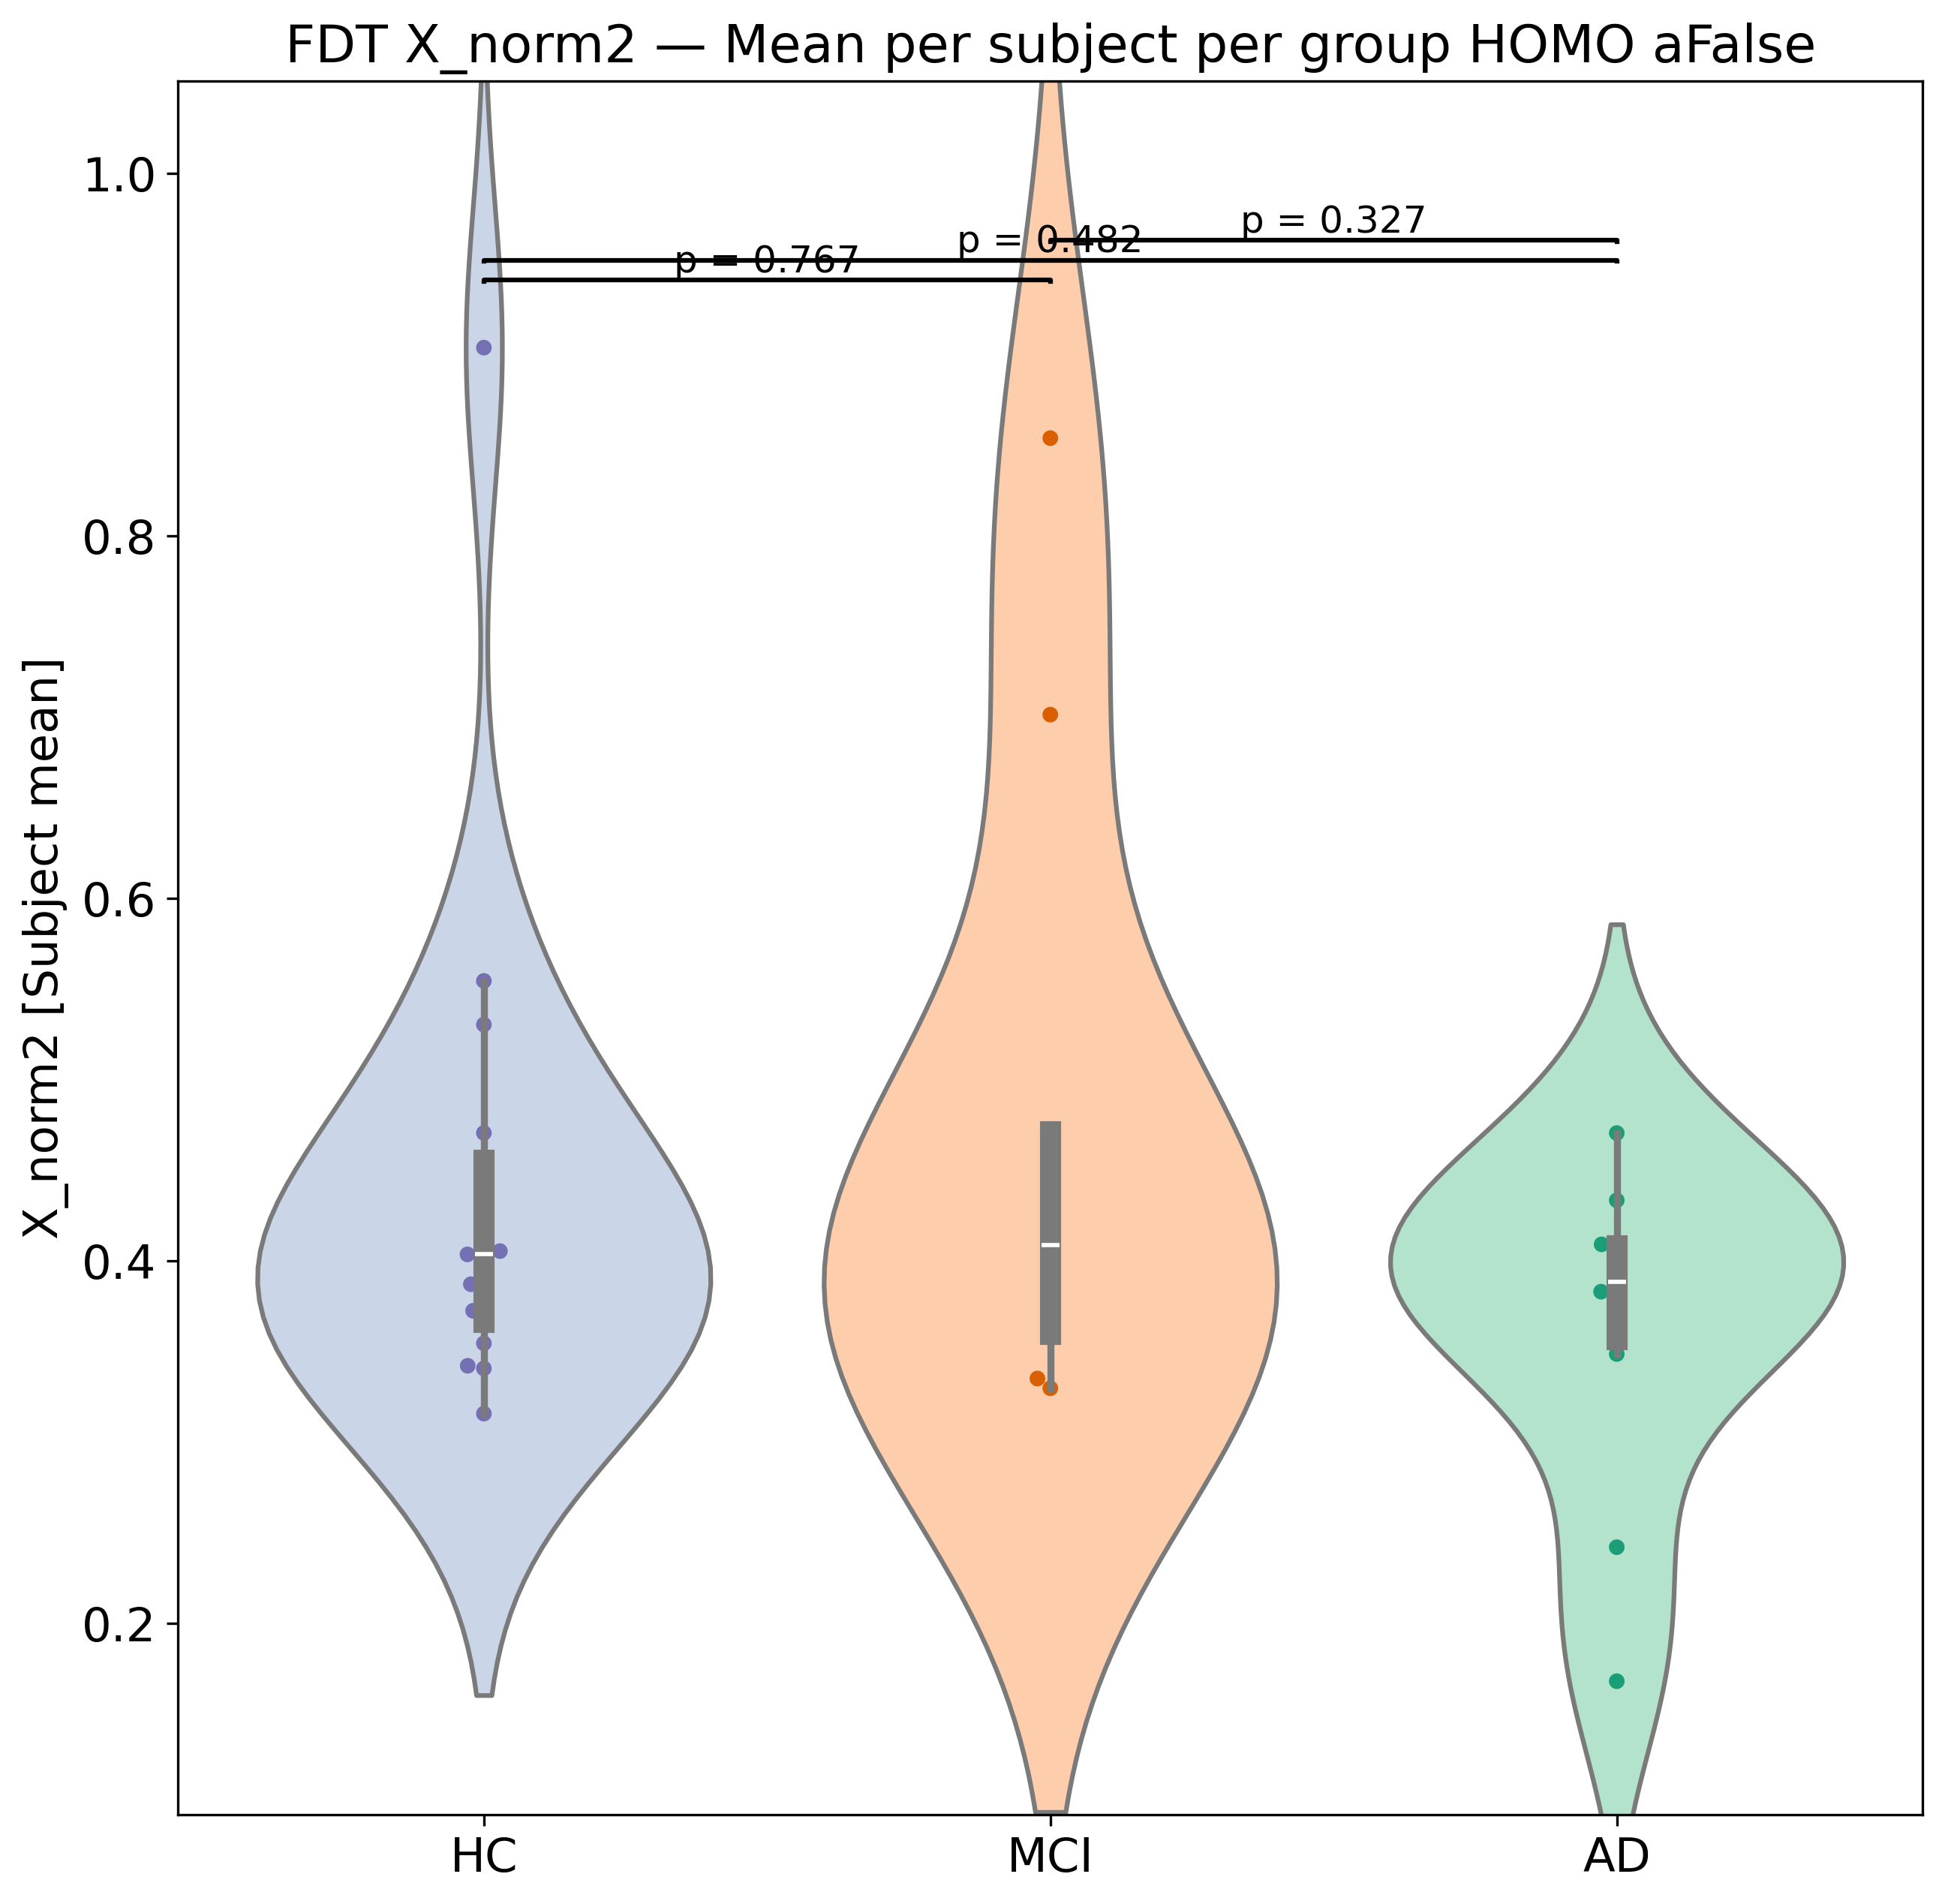 FDT X_norm2 — Mean per subject per group HOMO aFalse
X_norm2 [Subject mean]
1.0
0.8
0.6
0.4
0.2
p = 0.327
p = 0.482
p = 0.767
HC
MCI
AD